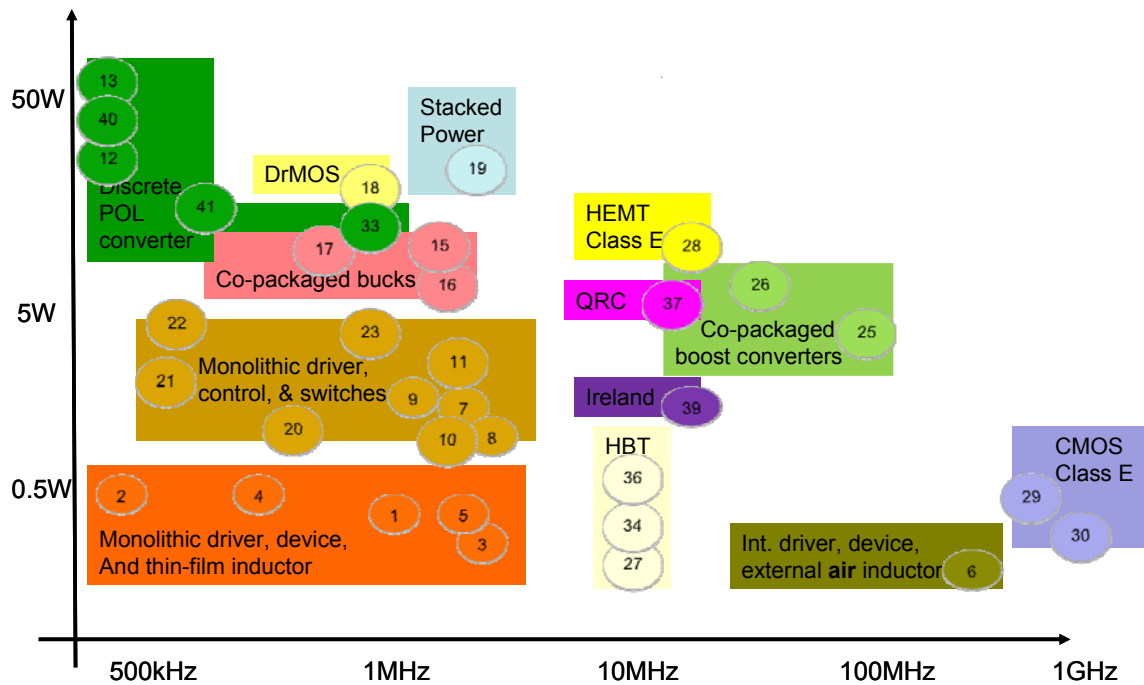 13
50W
Stacked
Power
40
12
19
DrMOS
18
Discrete
POL
converter
41
33
HEMT
Class E
28
17
15
Co-packaged bucks
16
26
QRC
37
5W
22
23
25
Co-packaged
boost converters
11
Monolithic driver,
control, & switches
21
9
7
Ireland
39
20
10
8
HBT
CMOS
Class E
36
0.5W
2
4
29
1
5
34
30
3
Monolithic driver, device,
And thin-film inductor
Int. driver, device,
external air inductor
27
6
500kHz
1MHz
10MHz
100MHz
1GHz